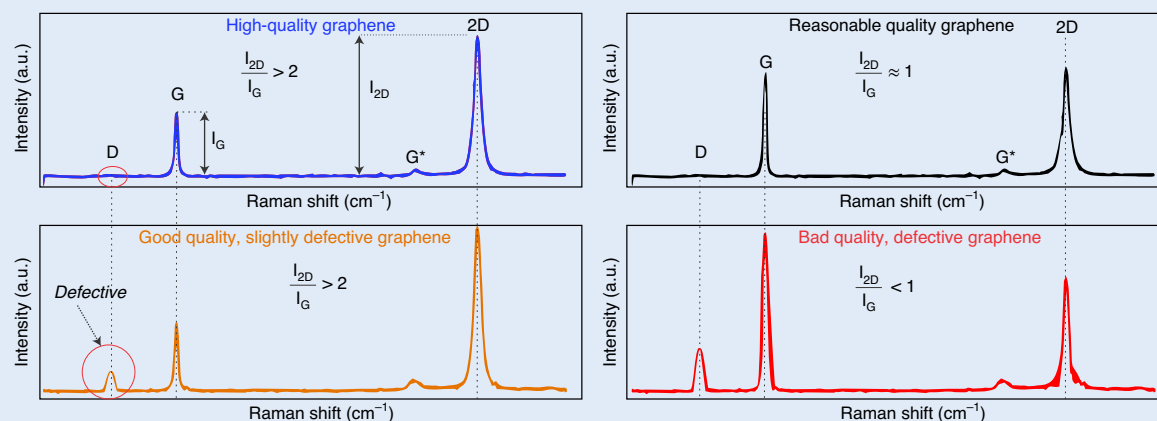 High-quality graphene
I2D
IG
> 2
2D
I2D
G
IG
D
G*
Intensity (a.u.)
Raman shift (cm–1)
Reasonable quality graphene
I2D
IG
≈ 1
2D
G
D
G*
Intensity (a.u.)
Raman shift (cm–1)
Good quality, slightly defective graphene
I2D
IG
> 2
Defective
Intensity (a.u.)
Raman shift (cm–1)
Bad quality, defective graphene
I2D
IG
< 1
Intensity (a.u.)
Raman shift (cm–1)